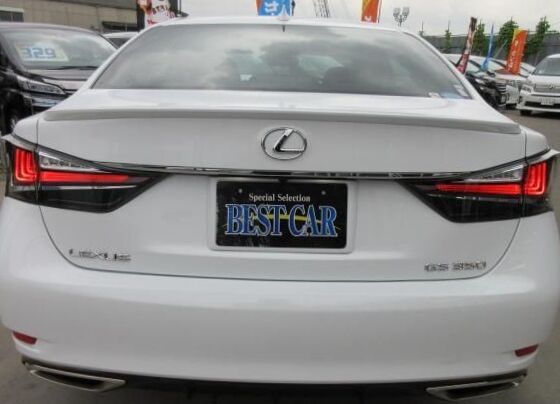 329
Special Selection
BEST CAR
LEXUS
GS 350